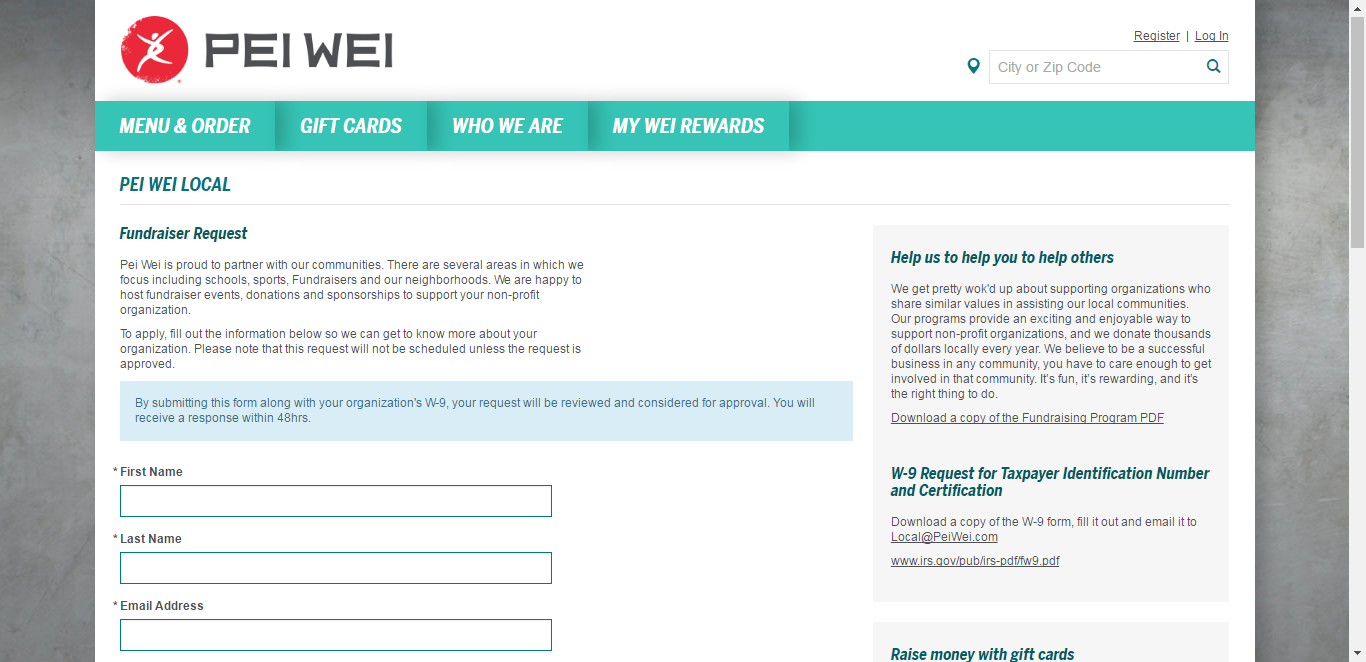 PEI WEI
Register | Log In
City or Zip Code
MENU & ORDER
GIFT CARDS
WHO WE ARE
MY WEI REWARDS
PEI WEI LOCAL
Fundraiser Request
Pei Wei is proud to partner with our communities. There are several areas in which we
focus including schools, sports, Fundraisers and our neighborhoods. We are happy to
host fundraiser events, donations and sponsorships to support your non-profit
organization.
To apply, fill out the information below so we can get to know more about your
organization. Please note that this request will not be scheduled unless the request is
approved.
By submitting this form along with your organization's W-9, your request will be reviewed and considered for approval. You will
receive a response within 48hrs.
* First Name
* Last Name
* Email Address
Help us to help you to help others
We get pretty wok'd up about supporting organizations who
share similar values in assisting our local communities.
Our programs provide an exciting and enjoyable way to
support non-profit organizations, and we donate thousands
of dollars locally every year. We believe to be a successful
business in any community, you have to care enough to get
involved in that community. It's fun, it's rewarding, and it's
the right thing to do.
Download a copy of the Fundraising Program PDF
W-9 Request for Taxpayer Identification Number
and Certification
Download a copy of the W-9 form, fill it out and email it to
Local@PeiWei.com
www.irs.gov/pub/irs-pdf/fw9.pdf
Raise money with gift cards